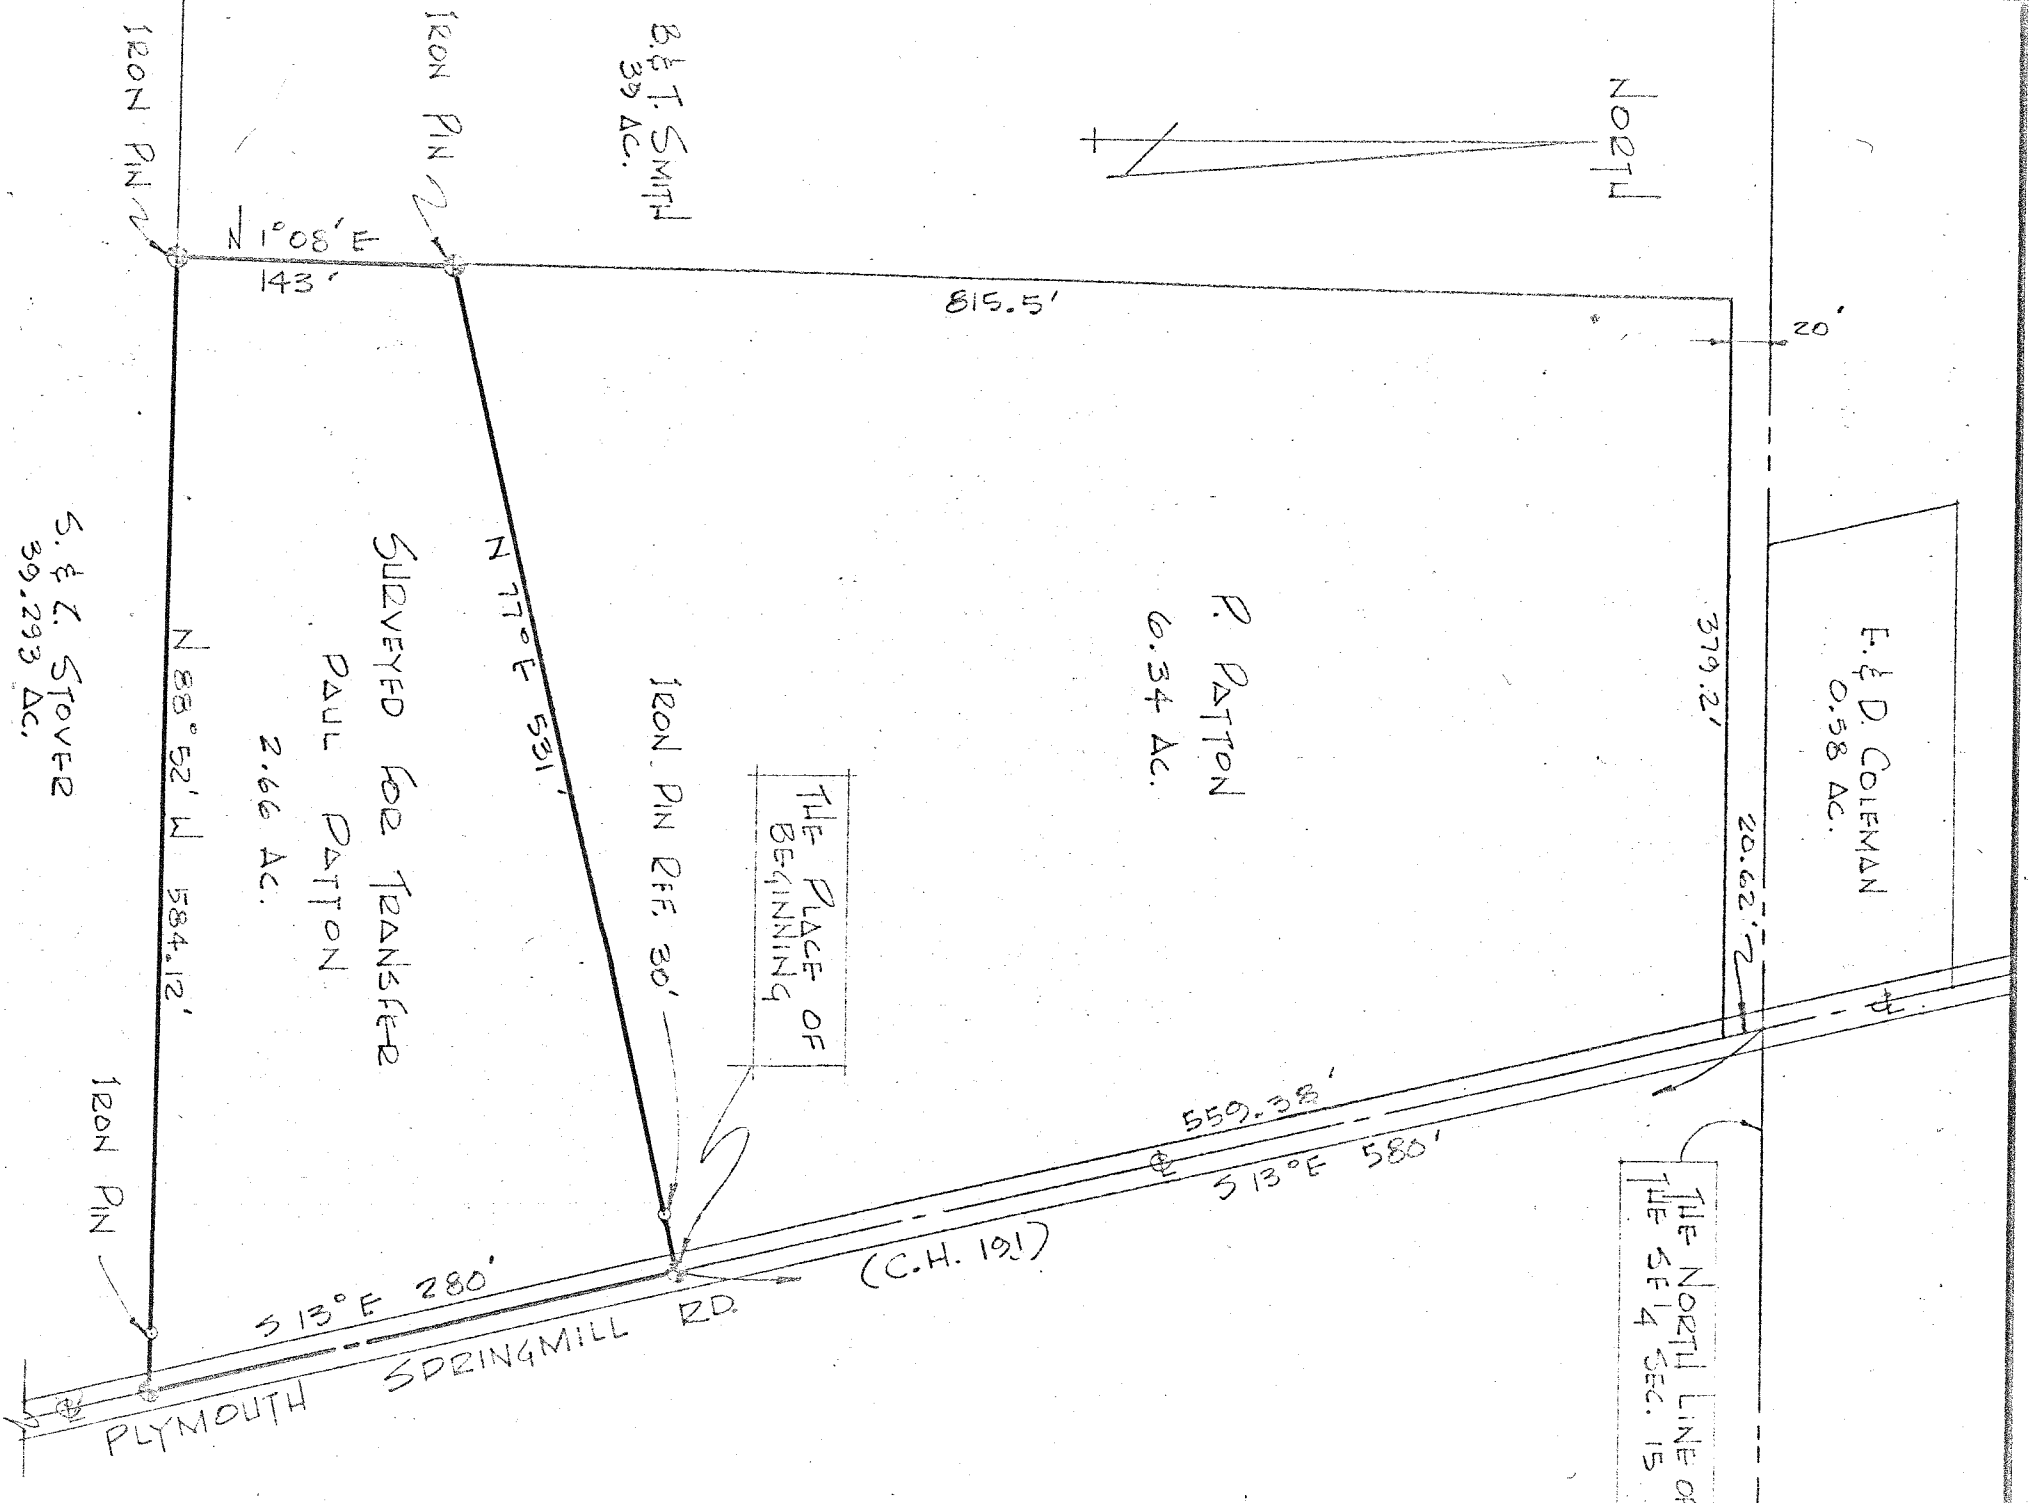 NORTH
20'
E. & D. COLEMAN
0.58 AC.
379.2'
20.62'
THE NORTH LINE OF
THE SE 1/4 SEC. 15
815.5'
P. PATTON
6.34 AC.
B. & T. SMITH
39 AC.
559.38'
S 13° E 580'
(C.H. 191)
THE PLACE OF
BEGINNING
IRON PIN REF. 30'
N 77° E 531'
IRON PIN
N 1° 08' E
143'
IRON PIN
SURVEYED FOR TRANSFER
PAUL PATTON
2.66 AC.
N 88° 52' W 584.12'
S 13° E 280'
PLYMOUTH SPRINGMILL RD.
IRON PIN
39.293 AC.